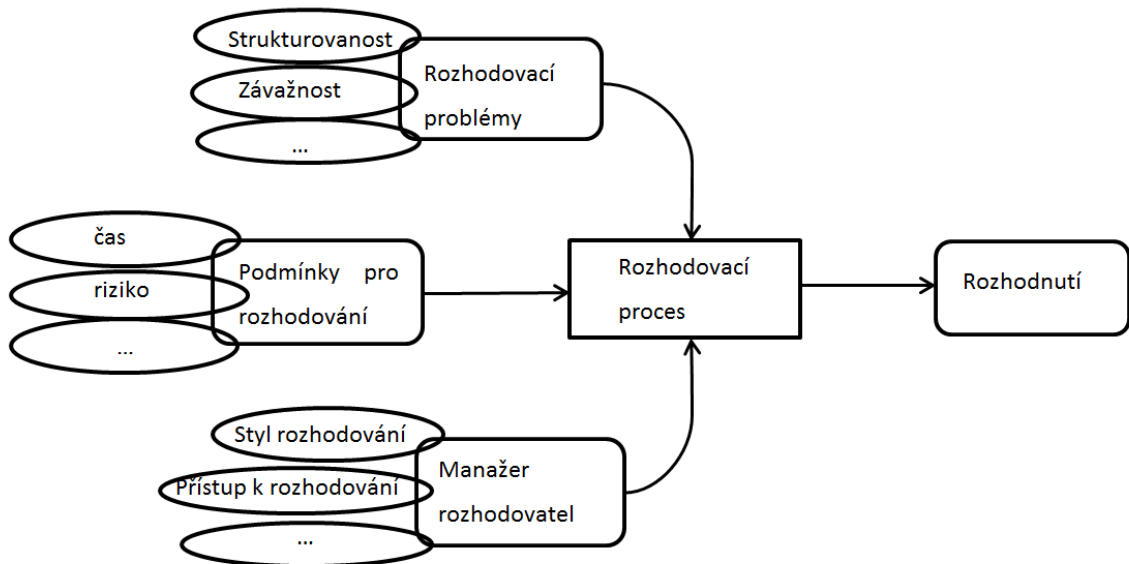 Strukturovanost
Závažnost
...
Rozhodovací
problémy
čas
riziko
...
Podmínky pro
rozhodování
Rozhodovací
proces
Rozhodnutí
Styl rozhodování
Přístup k rozhodování
...
Manažer
rozhodovatel